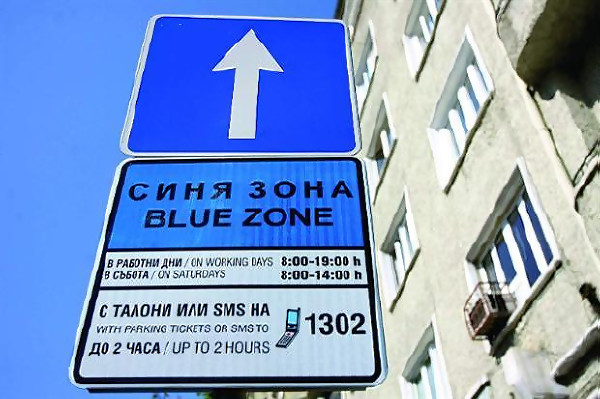 СИНЯ ЗОНА
BLUE ZONE
В РАБОТНИ ДНИ / ON WORKING DAYS 8:00-19:00 h
В СЪБОТА / ON SATURDAYS 8:00-14:00 h
С ТАЛОНИ ИЛИ SMS НА
WITH PARKING TICKETS OR SMS TO 1302
ДО 2 ЧАСА / UP TO 2 HOURS